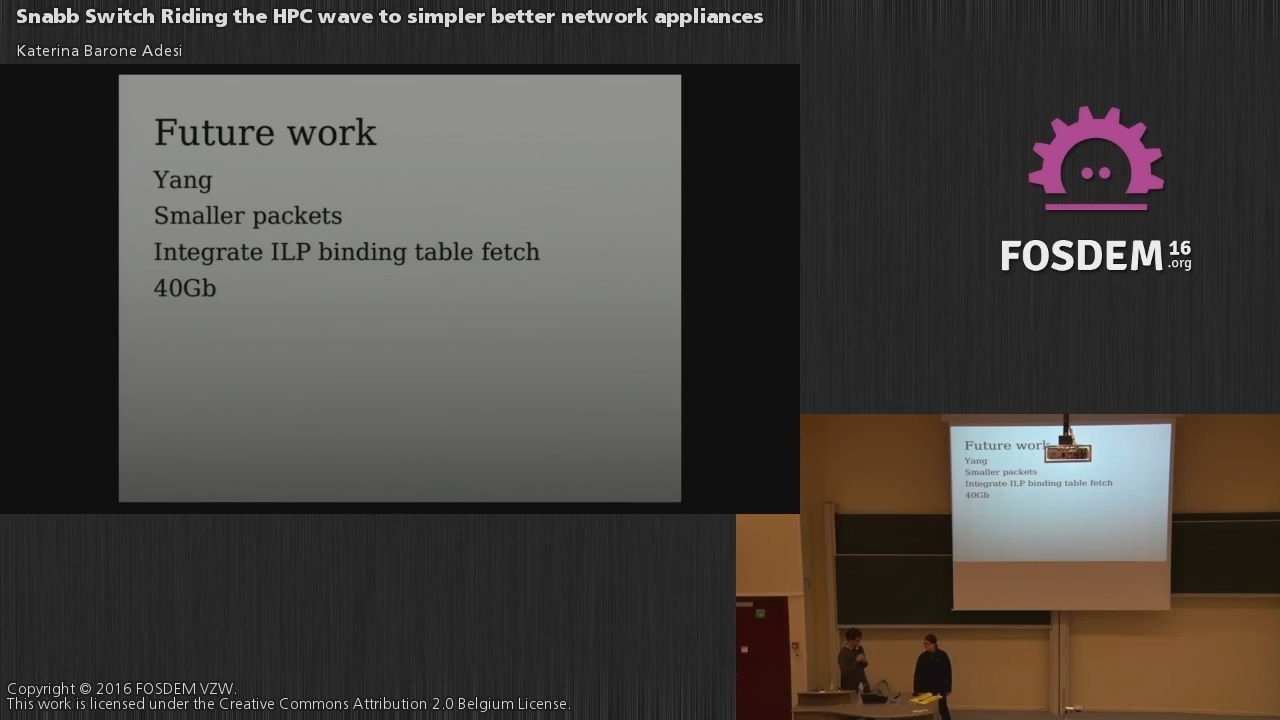 Snabb Switch Riding the HPC wave to simpler better network appliances
Katerina Barone Adesi
Future work
Yang
Smaller packets
Integrate ILP binding table fetch
40Gb
FOSDEM 16
.org
Future work
Yang
Smaller packets
Integrate ILP binding table fetch
40Gb
Copyright © 2016 FOSDEM VZW.
This work is licensed under the Creative Commons Attribution 2.0 Belgium License.